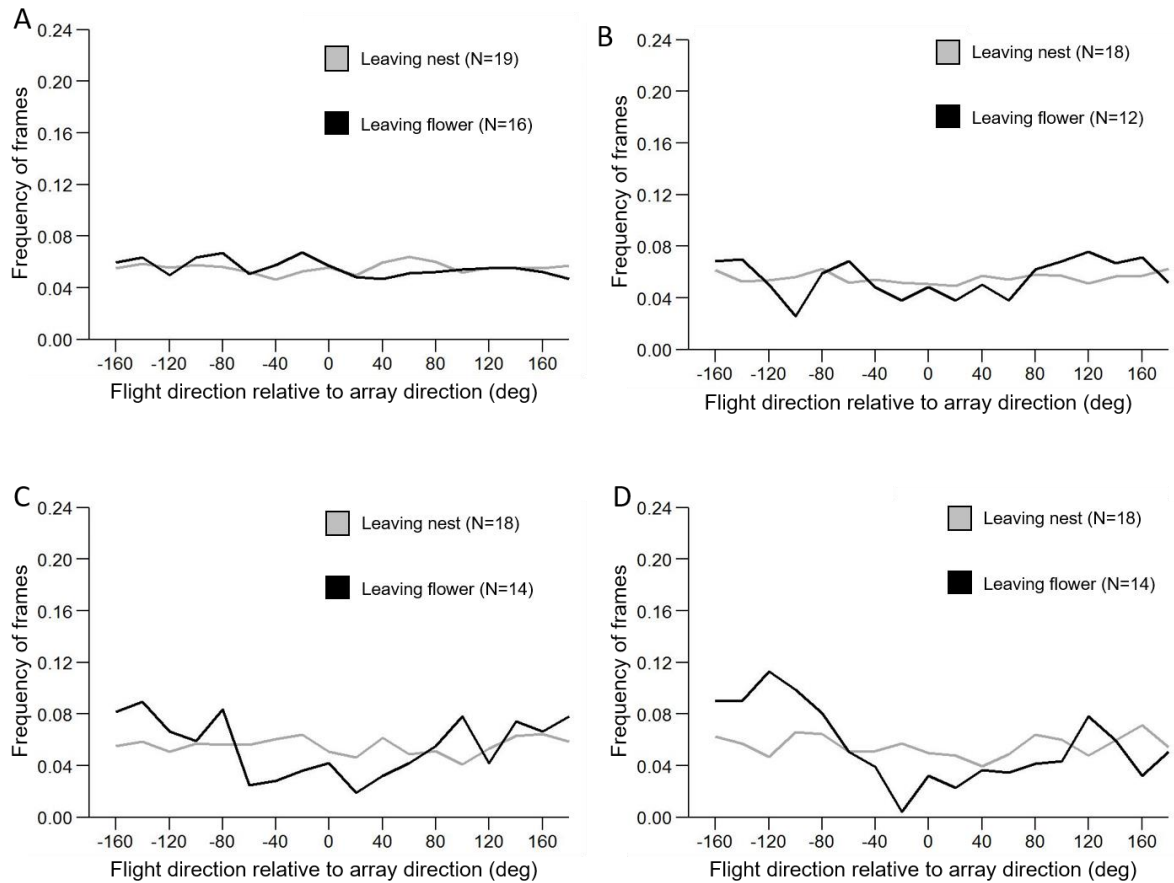 A
Frequency of frames
0.24
0.20
0.16
0.12
0.08
0.04
0.00
Leaving nest (N=19)
Leaving flower (N=16)
-160 -120 -80 -40 0 40 80 120 160
Flight direction relative to array direction (deg)
B
Frequency of frames
0.24
0.20
0.16
0.12
0.08
0.04
0.00
Leaving nest (N=18)
Leaving flower (N=12)
-160 -120 -80 -40 0 40 80 120 160
Flight direction relative to array direction (deg)
C
Frequency of frames
0.24
0.20
0.16
0.12
0.08
0.04
0.00
Leaving nest (N=18)
Leaving flower (N=14)
-160 -120 -80 -40 0 40 80 120 160
Flight direction relative to array direction (deg)
D
Frequency of frames
0.24
0.20
0.16
0.12
0.08
0.04
0.00
Leaving nest (N=18)
Leaving flower (N=14)
-160 -120 -80 -40 0 40 80 120 160
Flight direction relative to array direction (deg)